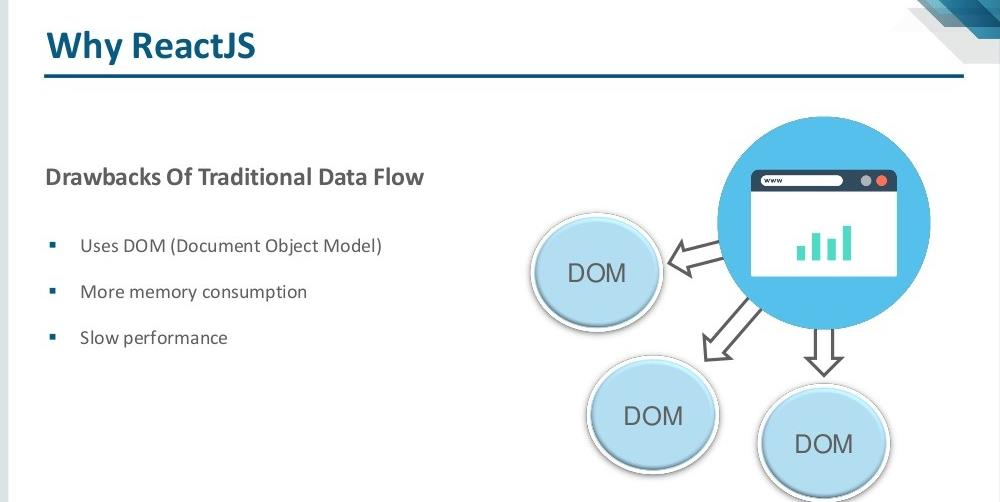 Why ReactJS
Drawbacks Of Traditional Data Flow
Uses DOM (Document Object Model)
More memory consumption
Slow performance
www
DOM
DOM
DOM